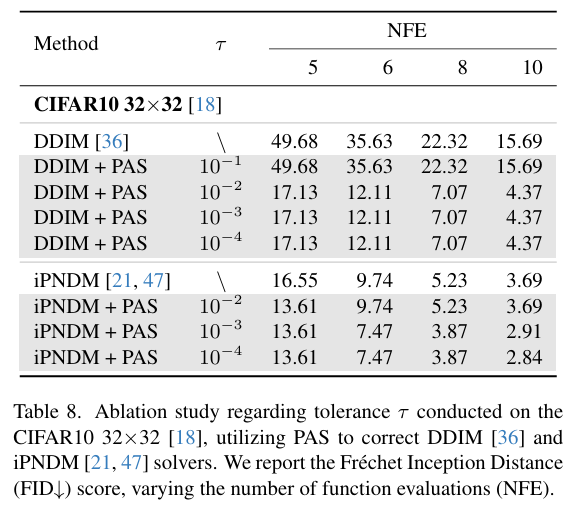 Method τ NFE
5 6 8 10
CIFAR10 32×32 [18]
DDIM [36] \ 49.68 35.63 22.32 15.69
DDIM + PAS 10⁻¹ 49.68 35.63 22.32 15.69
DDIM + PAS 10⁻² 17.13 12.11 7.07 4.37
DDIM + PAS 10⁻³ 17.13 12.11 7.07 4.37
DDIM + PAS 10⁻⁴ 17.13 12.11 7.07 4.37
iPNDM [21, 47] \ 16.55 9.74 5.23 3.69
iPNDM + PAS 10⁻² 13.61 9.74 5.23 3.69
iPNDM + PAS 10⁻³ 13.61 7.47 3.87 2.91
iPNDM + PAS 10⁻⁴ 13.61 7.47 3.87 2.84
Table 8. Ablation study regarding tolerance τ conducted on the
CIFAR10 32×32 [18], utilizing PAS to correct DDIM [36] and
iPNDM [21, 47] solvers. We report the Fréchet Inception Distance
(FID↓) score, varying the number of function evaluations (NFE).